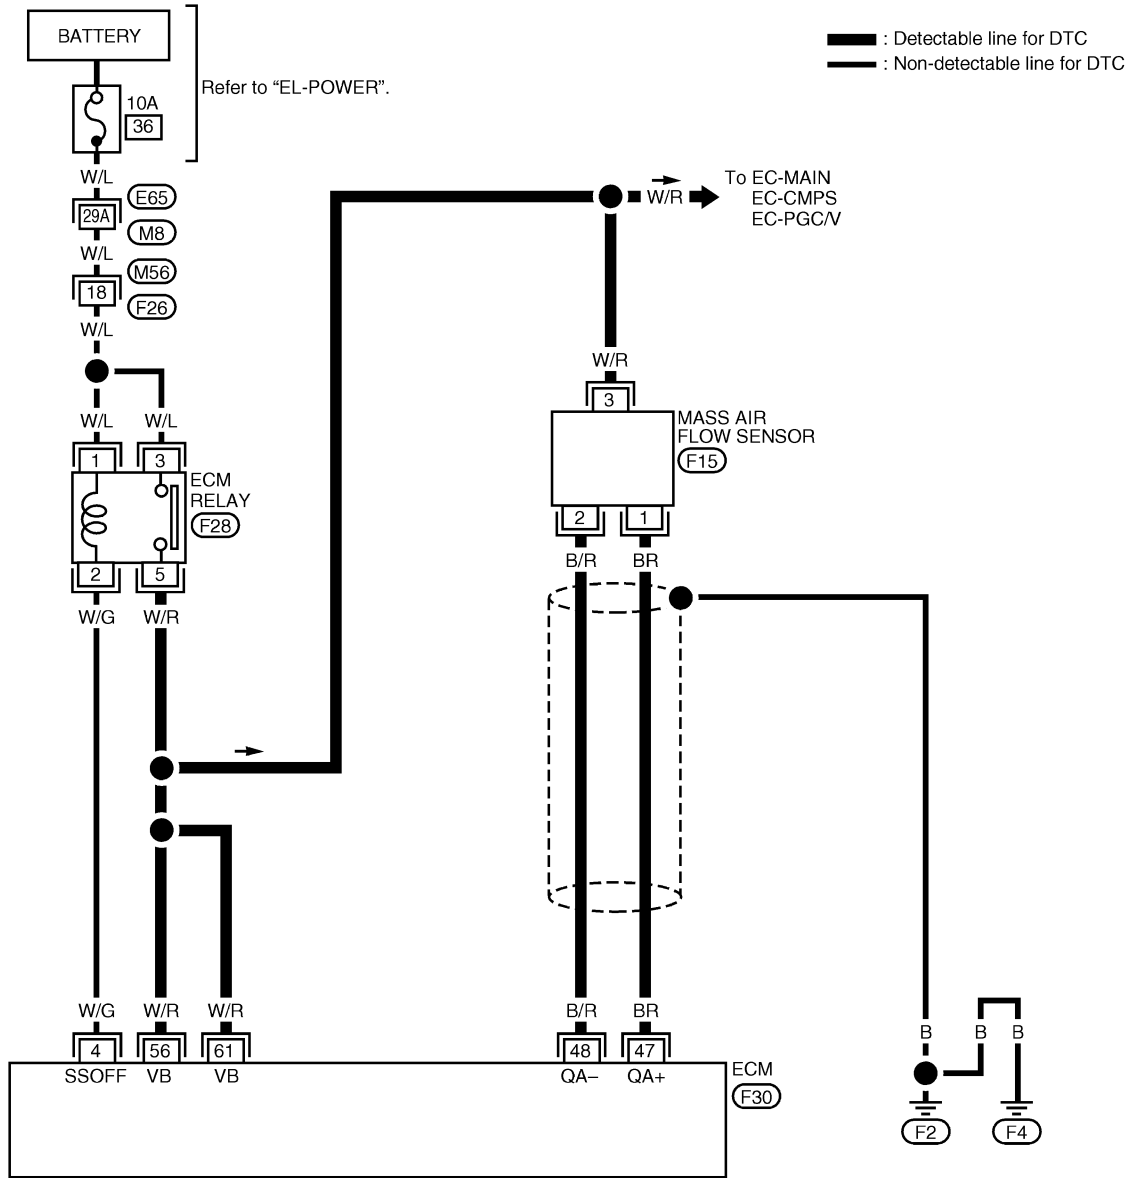 BATTERY
: Detectable line for DTC
: Non-detectable line for DTC
Refer to “EL-POWER”.
10A
36
W/L
E65
29A
M8
W/L
M56
18
F26
W/L
W/R
To EC-MAIN
EC-CMPS
EC-PGC/V
W/R
W/L
W/L
3
MASS AIR
FLOW SENSOR
F15
1
3
ECM
RELAY
F28
2
1
B/R
BR
2
5
W/G
W/R
W/G
W/R
W/R
B/R
BR
B
B
B
4
56
61
48
47
SSOFF
VB
VB
QA–
QA+
ECM
F30
F2
F4